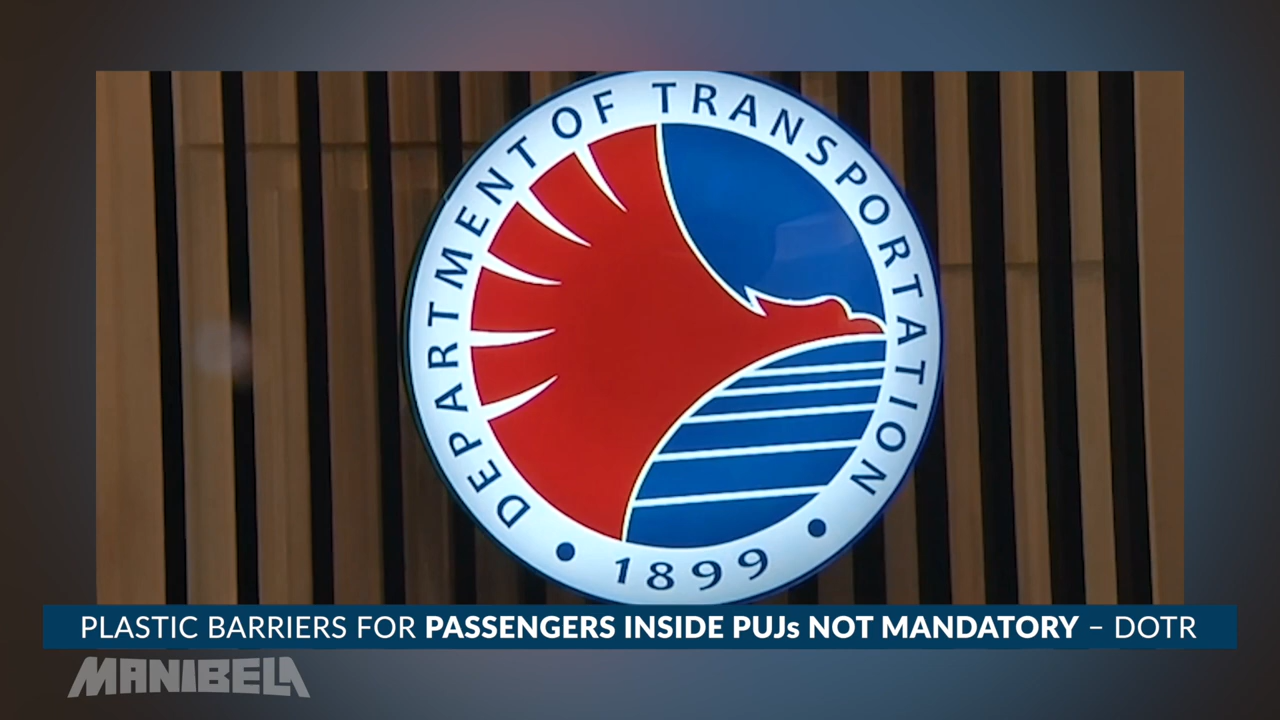 DEPARTMENT OF TRANSPORTATION
• 1899 •
PLASTIC BARRIERS FOR PASSENGERS INSIDE PUJs NOT MANDATORY – DOTR
MANIBELA